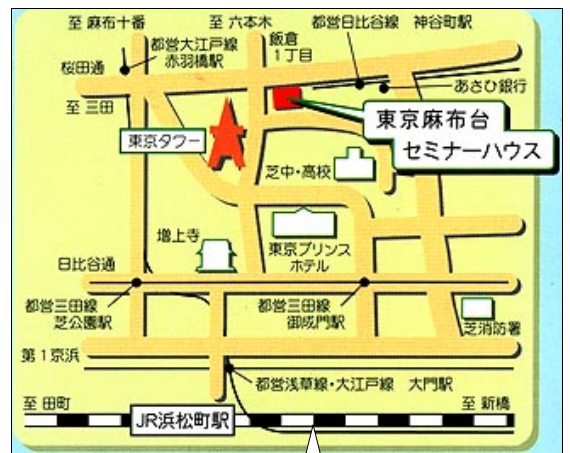 至 麻布十番
至 六本木
都営日比谷線　神谷町駅
都営大江戸線
赤羽橋駅
飯倉
1丁目
桜田通
あさひ銀行
至 三田
東京麻布台
セミナーハウス
東京タワー
芝中・高校
増上寺
東京プリンス
ホテル
日比谷通
都営三田線
芝公園駅
都営三田線
御成門駅
芝消防署
第1京浜
都営浅草線・大江戸線　大門駅
至 田町
JR浜松町駅
至 新橋